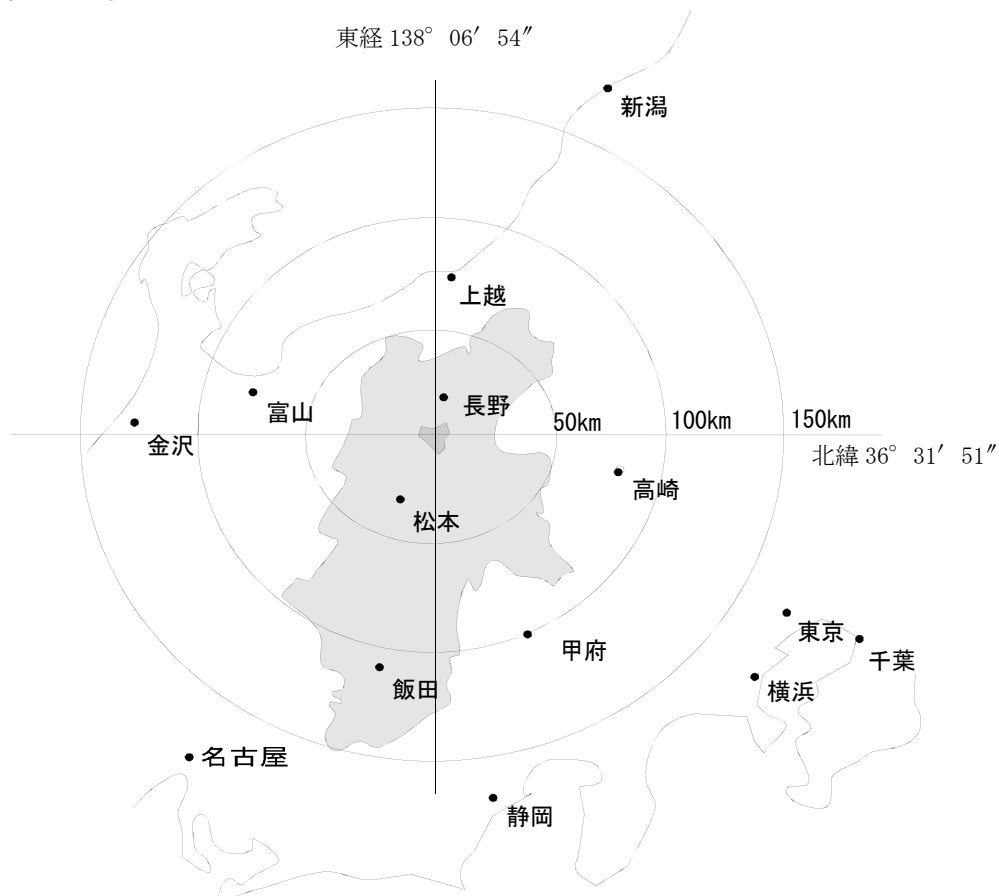 東経 138° 06′ 54″
新潟
上越
長野
富山
50km
100km
150km
金沢
北緯 36° 31′ 51″
高崎
松本
東京
甲府
千葉
飯田
横浜
名古屋
静岡